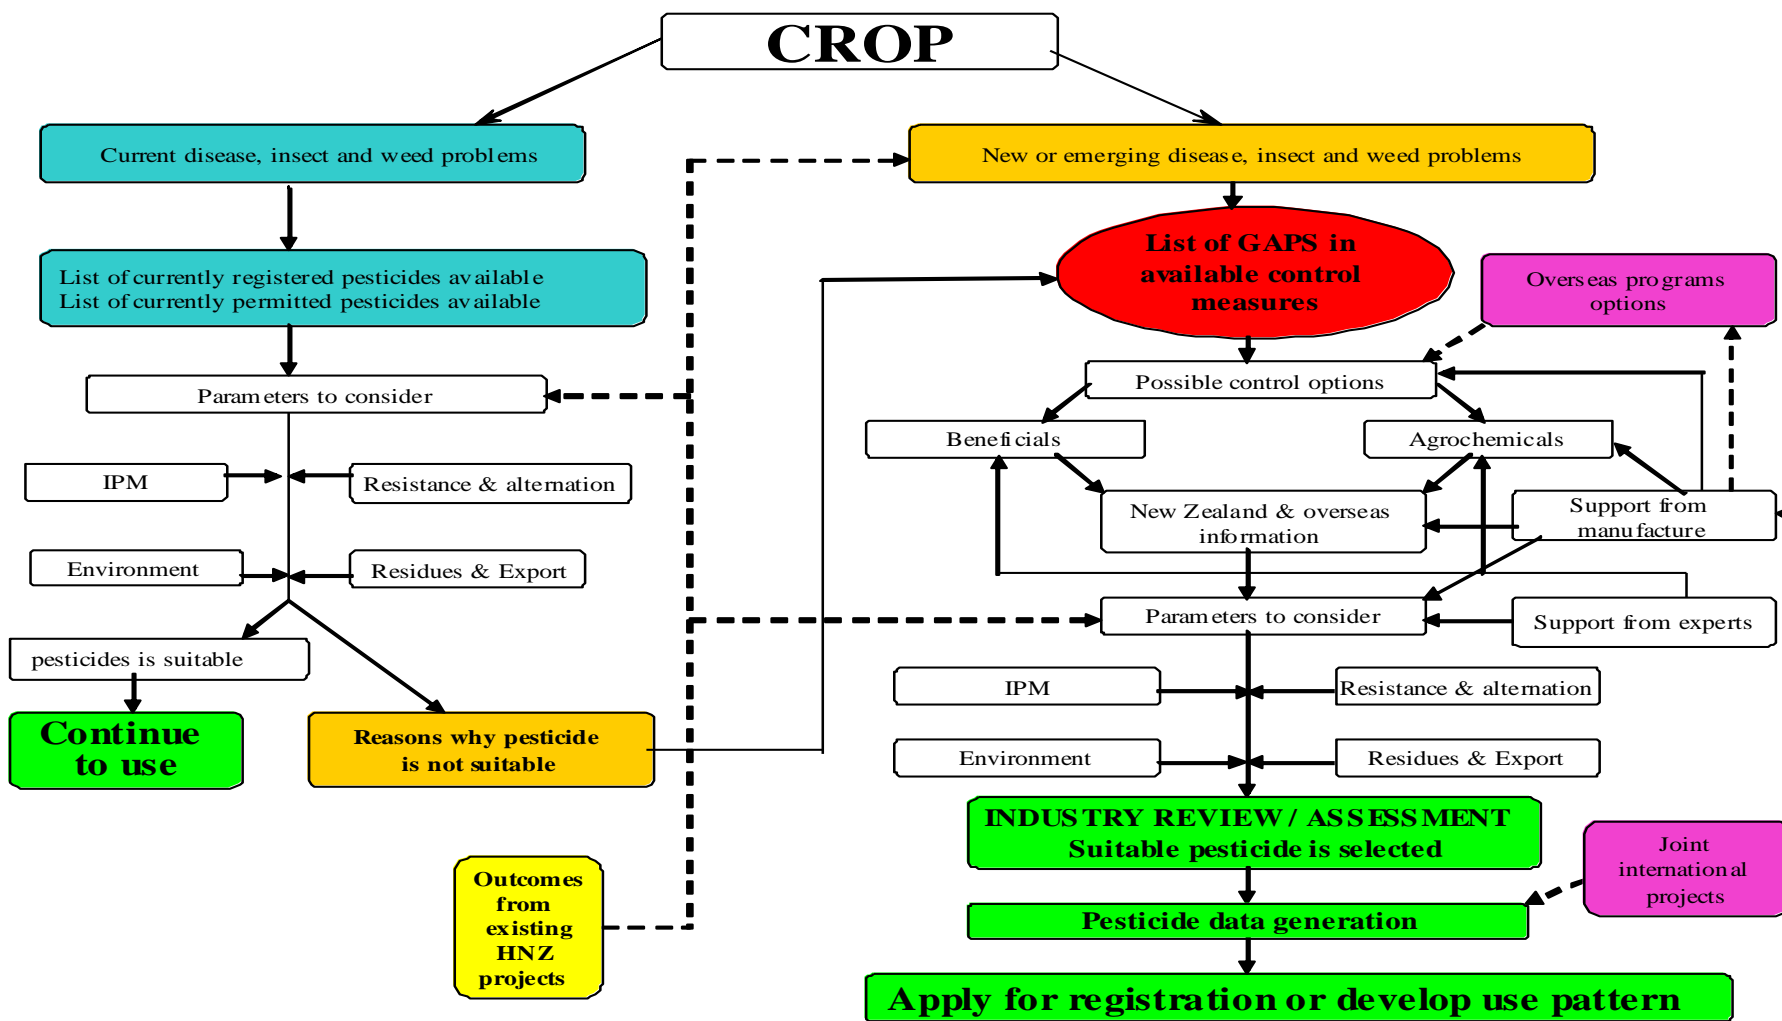 CROP
Current disease, insect and weed problems
New or emerging disease, insect and weed problems
List of currently registered pesticides available
List of currently permitted pesticides available
List of GAPS in
available control
measures
Overseas programs
options
Parameters to consider
Possible control options
Beneficials
Agrochemicals
IPM
Resistance & alternation
New Zealand & overseas
information
Support from
manufacture
Environment
Residues & Export
Parameters to consider
Support from experts
pesticides is suitable
IPM
Resistance & alternation
Continue
to use
Reasons why pesticide
is not suitable
Environment
Residues & Export
INDUSTRY REVIEW / ASSESSMENT
Suitable pesticide is selected
Joint
international
projects
Outcomes
from
existing
HNZ
projects
Pesticide data generation
Apply for registration or develop use pattern